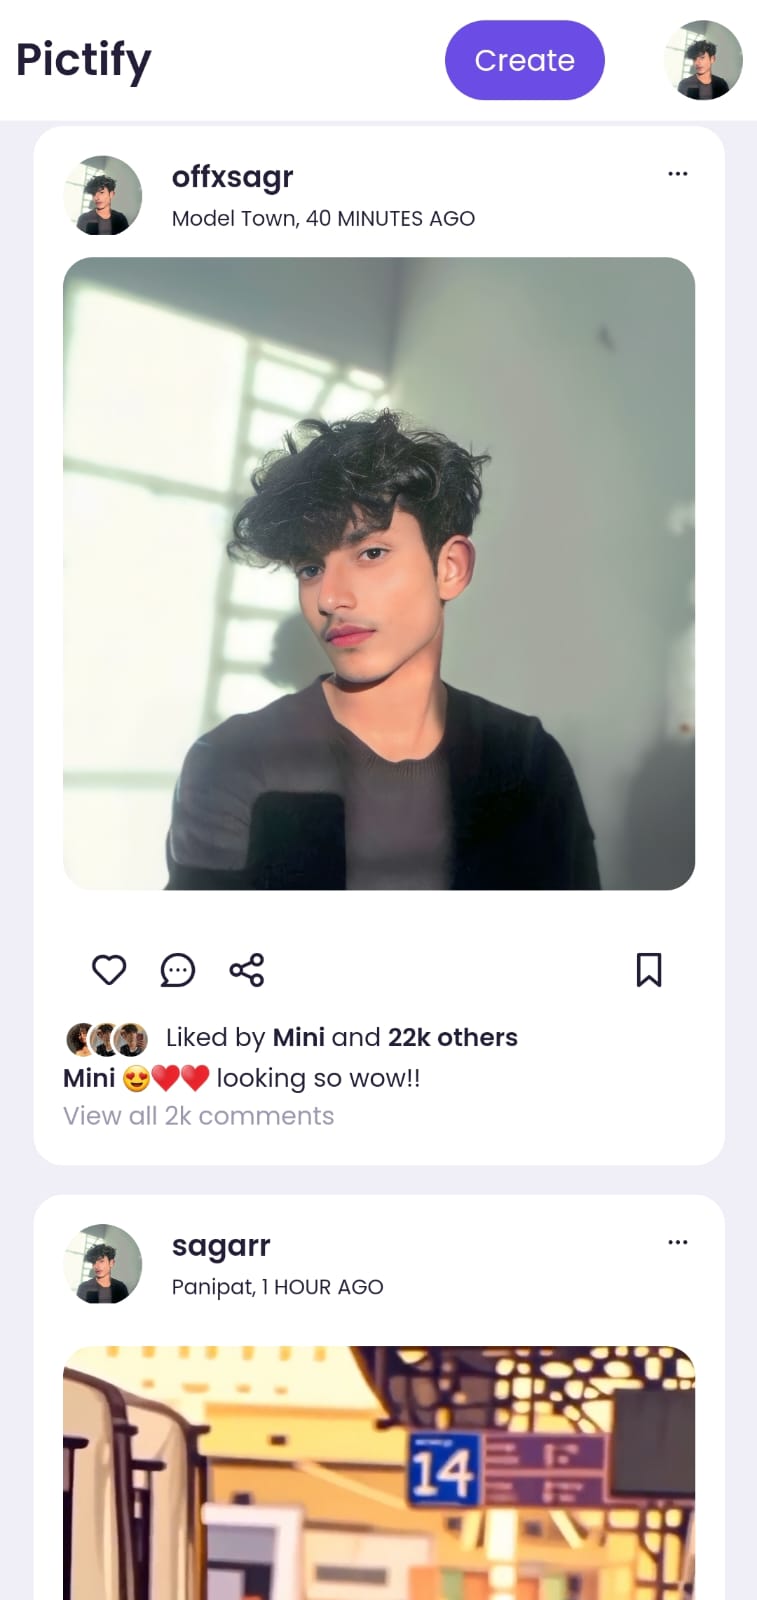 Pictify
Create
offxsagr
...
Model Town, 40 MINUTES AGO
Liked by Mini and 22k others
Mini 😍♥️♥️ looking so wow!!
View all 2k comments
sagarr
...
Panipat, 1 HOUR AGO
14